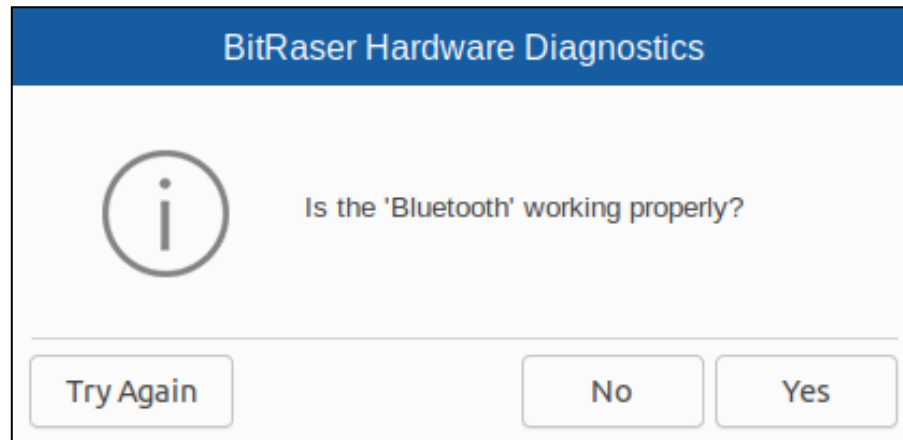 BitRaser Hardware Diagnostics
Is the 'Bluetooth' working properly?
Try Again
No
Yes